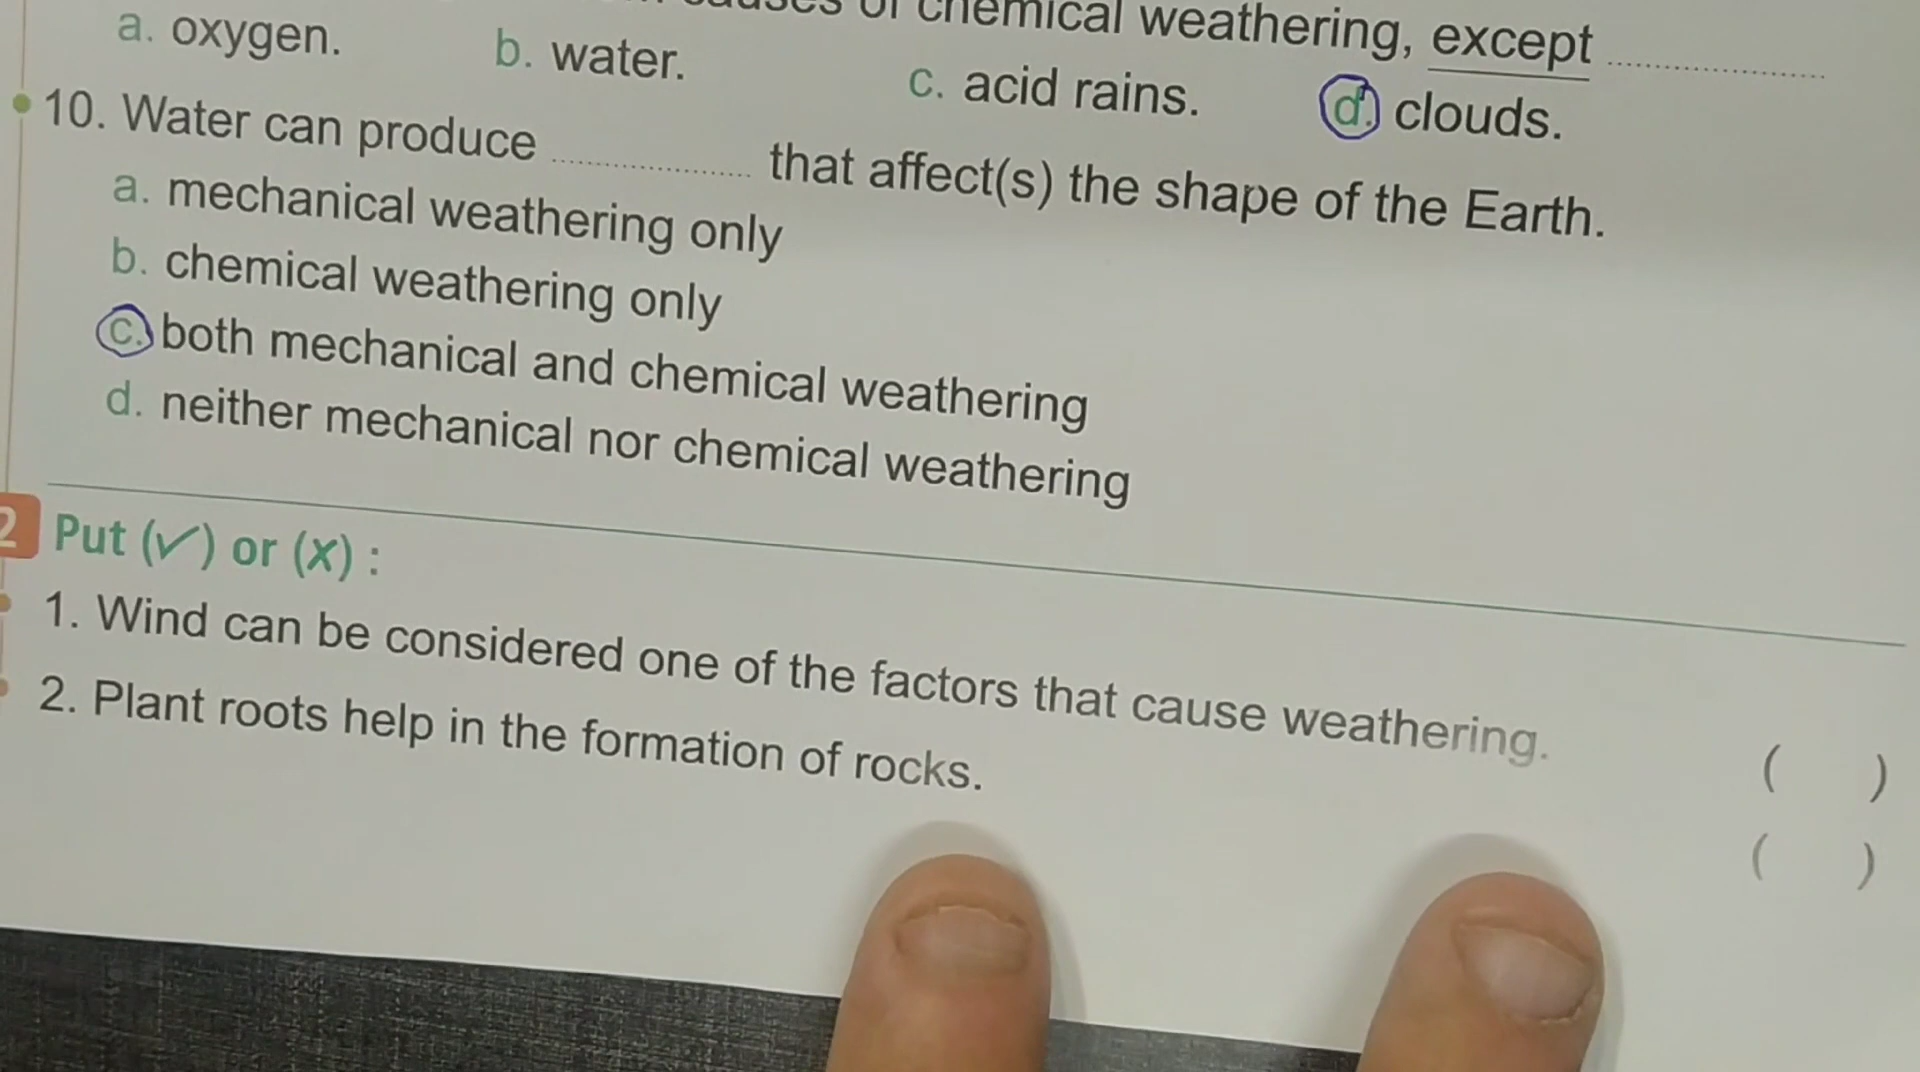 of chemical weathering, except ....................
a. oxygen. b. water. c. acid rains. d. clouds.
10. Water can produce .................... that affect(s) the shape of the Earth.
a. mechanical weathering only
b. chemical weathering only
c. both mechanical and chemical weathering
d. neither mechanical nor chemical weathering
2 Put (✓) or (x) :
1. Wind can be considered one of the factors that cause weathering. ( )
2. Plant roots help in the formation of rocks. ( )